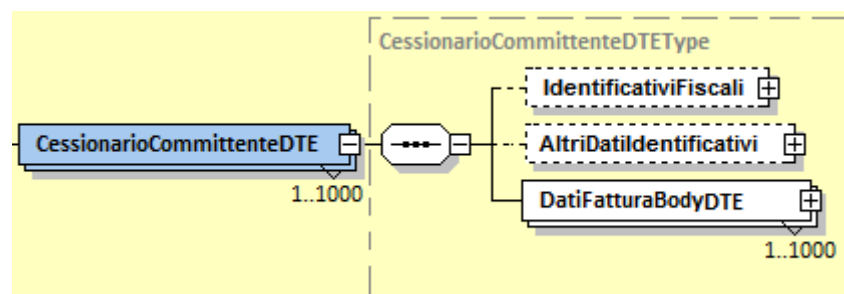 CessionarioCommittenteDTEType
IdentificativiFiscali
CessionarioCommittenteDTE
AltriDatiIdentificativi
1..1000
DatiFatturaBodyDTE
1..1000